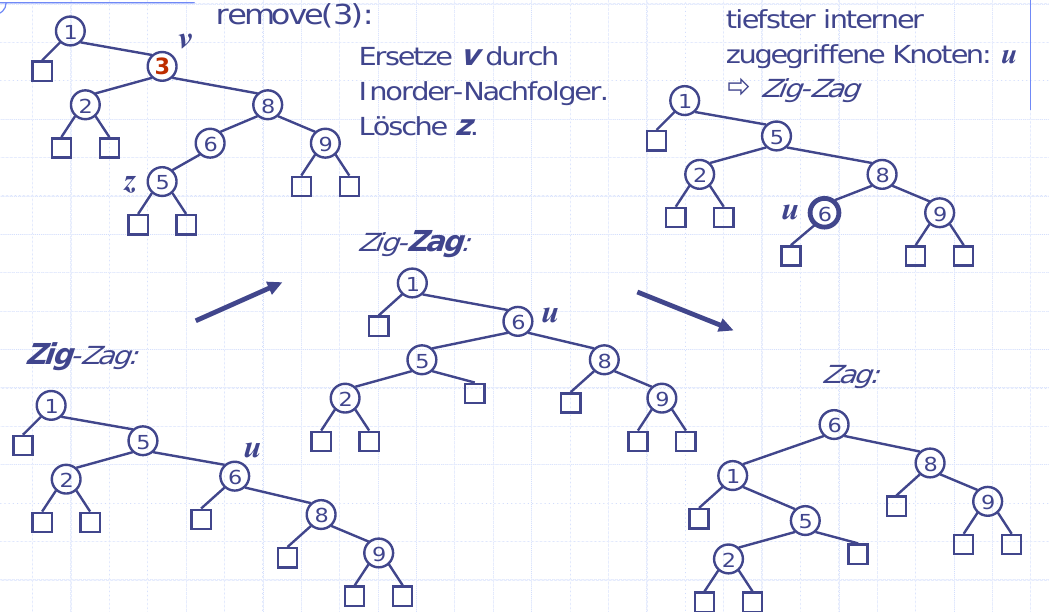 remove(3):
Ersetze v durch
Inorder-Nachfolger.
Lösche z.
1
v
3
2
8
6
9
z
5
tiefster interner
zugegriffene Knoten: u
⇨ Zig-Zag
1
5
2
8
u
6
9
Zig-Zag:
1
5
u
2
6
8
9
Zig-Zag:
1
6
u
5
8
2
9
Zag:
6
1
8
5
9
2